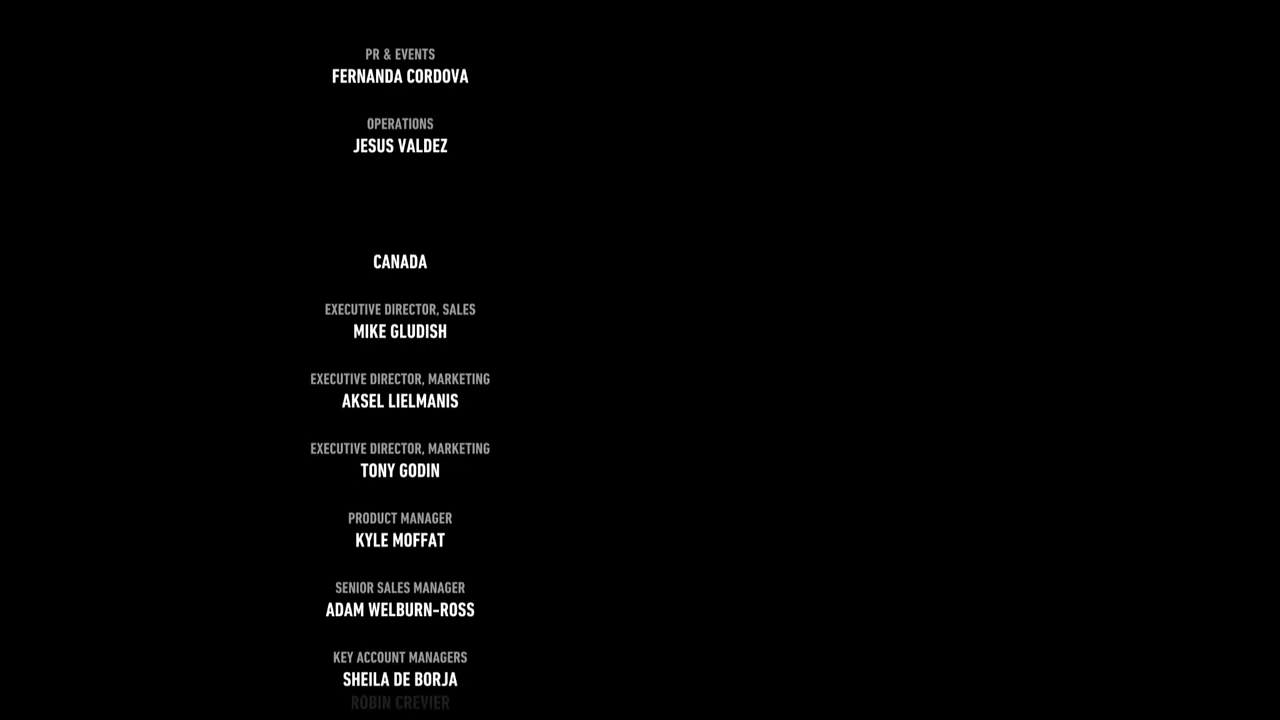 PR & EVENTS
FERNANDA CORDOVA
OPERATIONS
JESUS VALDEZ
CANADA
EXECUTIVE DIRECTOR, SALES
MIKE GLUDISH
EXECUTIVE DIRECTOR, MARKETING
AKSEL LIELMANIS
EXECUTIVE DIRECTOR, MARKETING
TONY GODIN
PRODUCT MANAGER
KYLE MOFFAT
SENIOR SALES MANAGER
ADAM WELBURN-ROSS
KEY ACCOUNT MANAGERS
SHEILA DE BORJA
ROBIN CREVIER